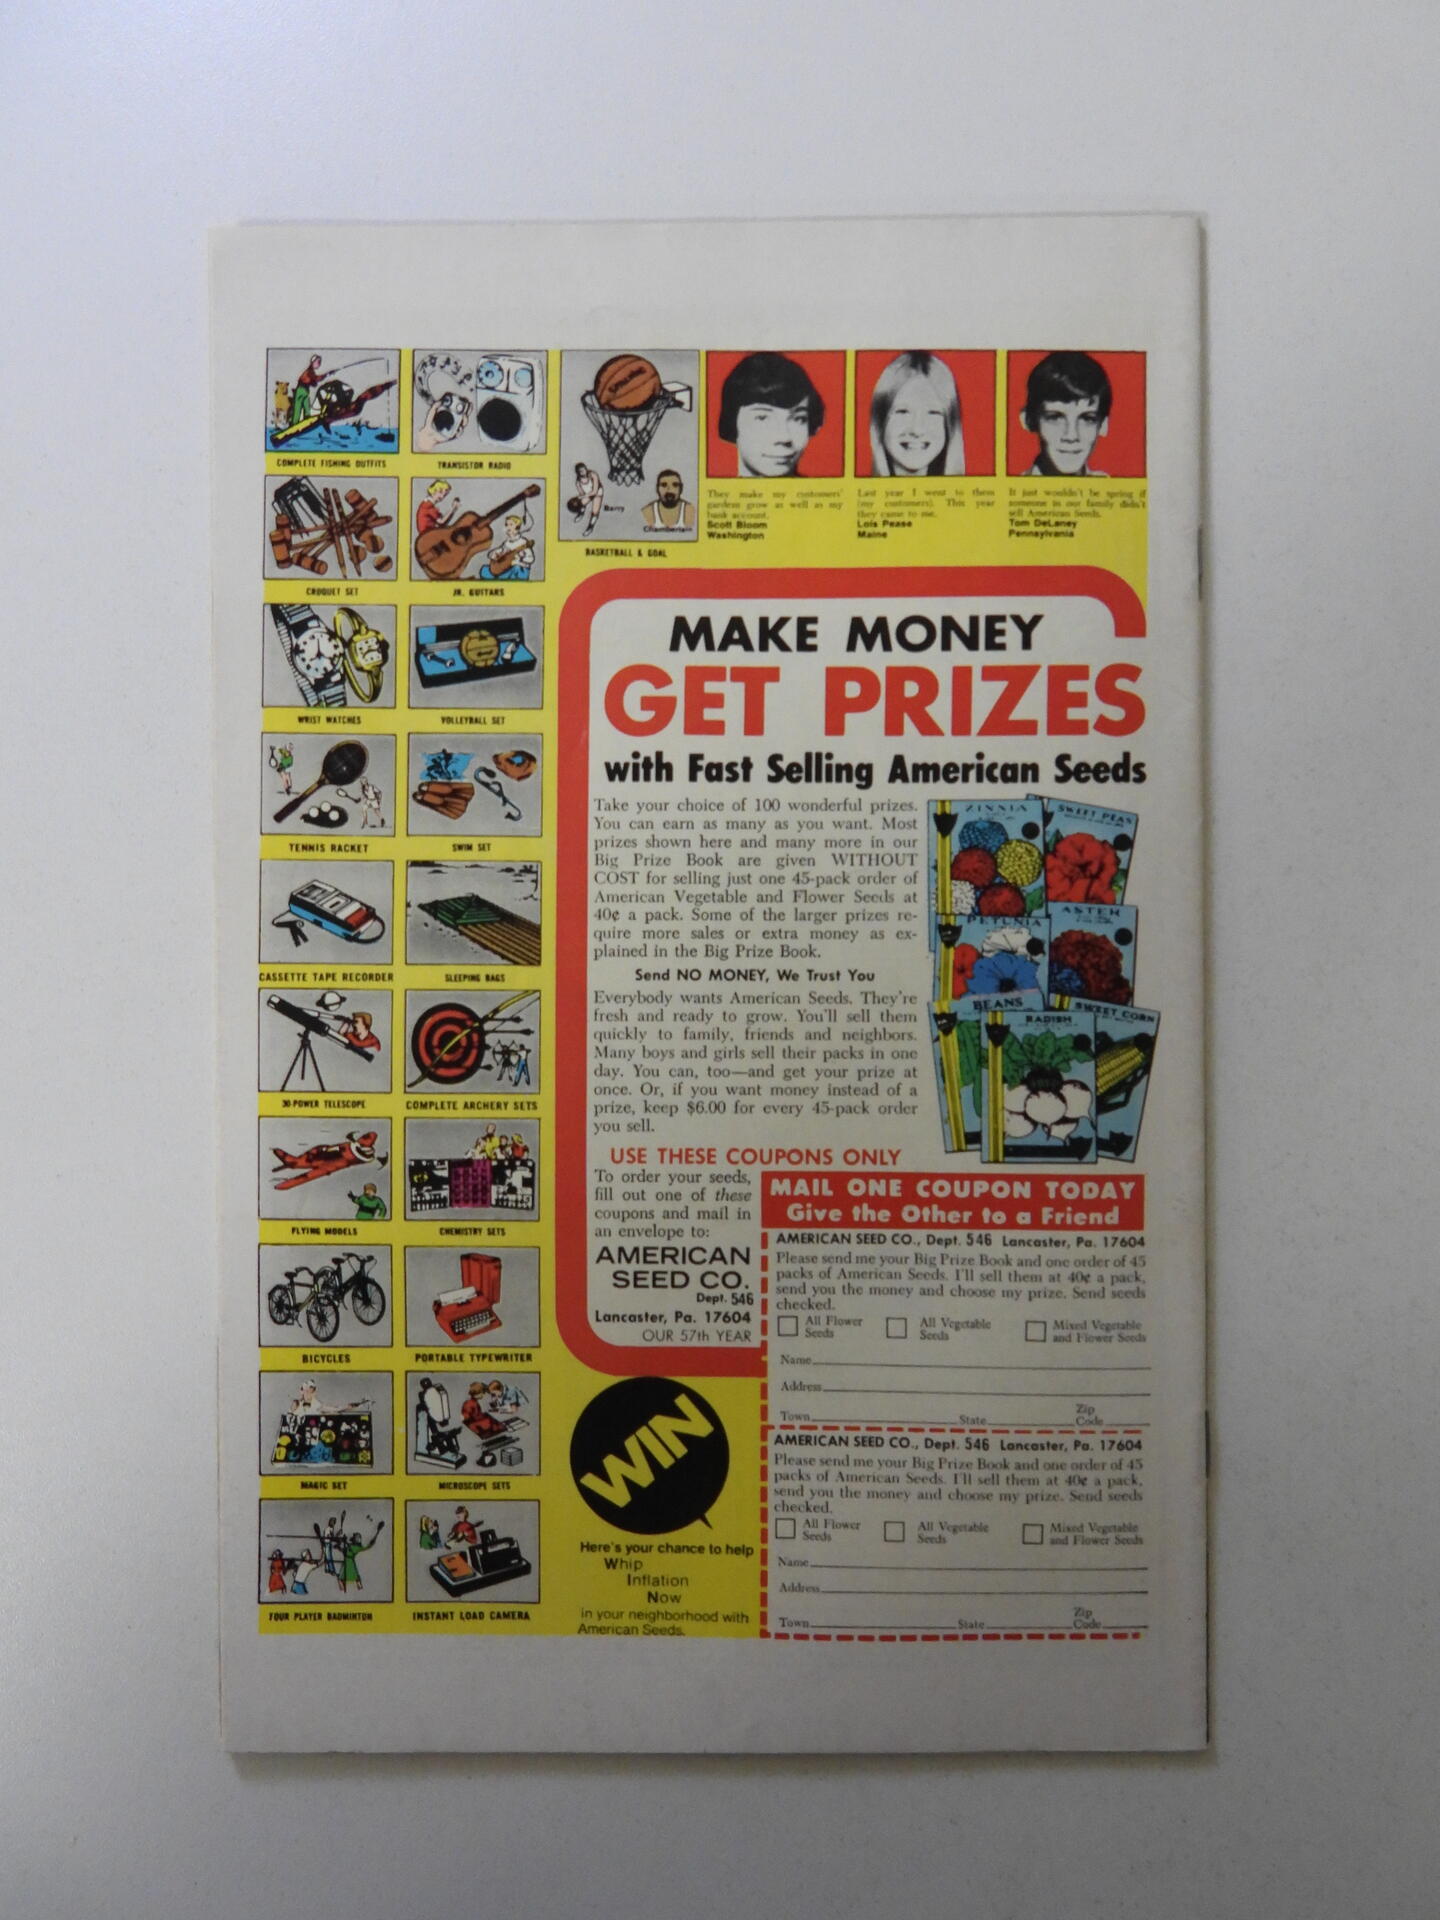 COMPLETE FISHING OUTFITS
TRANSISTOR RADIO
CROQUET SET
JR. GUITARS
WRIST WATCHES
VOLLEYBALL SET
TENNIS RACKET
SWIM SET
CASSETTE TAPE RECORDER
SLEEPING BAGS
30-POWER TELESCOPE
COMPLETE ARCHERY SETS
FLYING MODELS
CHEMISTRY SETS
BICYCLES
PORTABLE TYPEWRITER
MAGIC SET
MICROSCOPE SETS
FOUR PLAYER BADMINTON
INSTANT LOAD CAMERA
SPALDING
Barry
Chamberlain
BASKETBALL & GOAL
They make my customers'
gardens grow as well as my
bank account.
Scott Bloom
Washington
Last year I went to them
(my customers). This year
they came to me.
Lois Pease
Maine
It just wouldn't be spring if
someone in our family didn't
sell American Seeds.
Tom DeLaney
Pennsylvania
MAKE MONEY
GET PRIZES
with Fast Selling American Seeds
Take your choice of 100 wonderful prizes.
You can earn as many as you want. Most
prizes shown here and many more in our
Big Prize Book are given WITHOUT
COST for selling just one 45-pack order of
American Vegetable and Flower Seeds at
40¢ a pack. Some of the larger prizes re-
quire more sales or extra money as ex-
plained in the Big Prize Book.
Send NO MONEY, We Trust You
Everybody wants American Seeds. They're
fresh and ready to grow. You'll sell them
quickly to family, friends and neighbors.
Many boys and girls sell their packs in one
day. You can, too—and get your prize at
once. Or, if you want money instead of a
prize, keep $6.00 for every 45-pack order
you sell.
ZINNIA
SWEET PEAS
PETUNIA
ASTER
BEANS
RADISH
SWEET CORN
USE THESE COUPONS ONLY
To order your seeds,
fill out one of these
coupons and mail in
an envelope to:
AMERICAN
SEED CO.
Dept. 546
Lancaster, Pa. 17604
OUR 57th YEAR
MAIL ONE COUPON TODAY
Give the Other to a Friend
AMERICAN SEED CO., Dept. 546 Lancaster, Pa. 17604
Please send me your Big Prize Book and one order of 45
packs of American Seeds. I'll sell them at 40¢ a pack,
send you the money and choose my prize. Send seeds
checked.
All Flower Seeds
All Vegetable Seeds
Mixed Vegetable and Flower Seeds
Name
Address
Town State Zip Code
AMERICAN SEED CO., Dept. 546 Lancaster, Pa. 17604
Please send me your Big Prize Book and one order of 45
packs of American Seeds. I'll sell them at 40¢ a pack,
send you the money and choose my prize. Send seeds
checked.
All Flower Seeds
All Vegetable Seeds
Mixed Vegetable and Flower Seeds
Name
Address
Town State Zip Code
WIN
Here's your chance to help
Whip
Inflation
Now
in your neighborhood with
American Seeds.